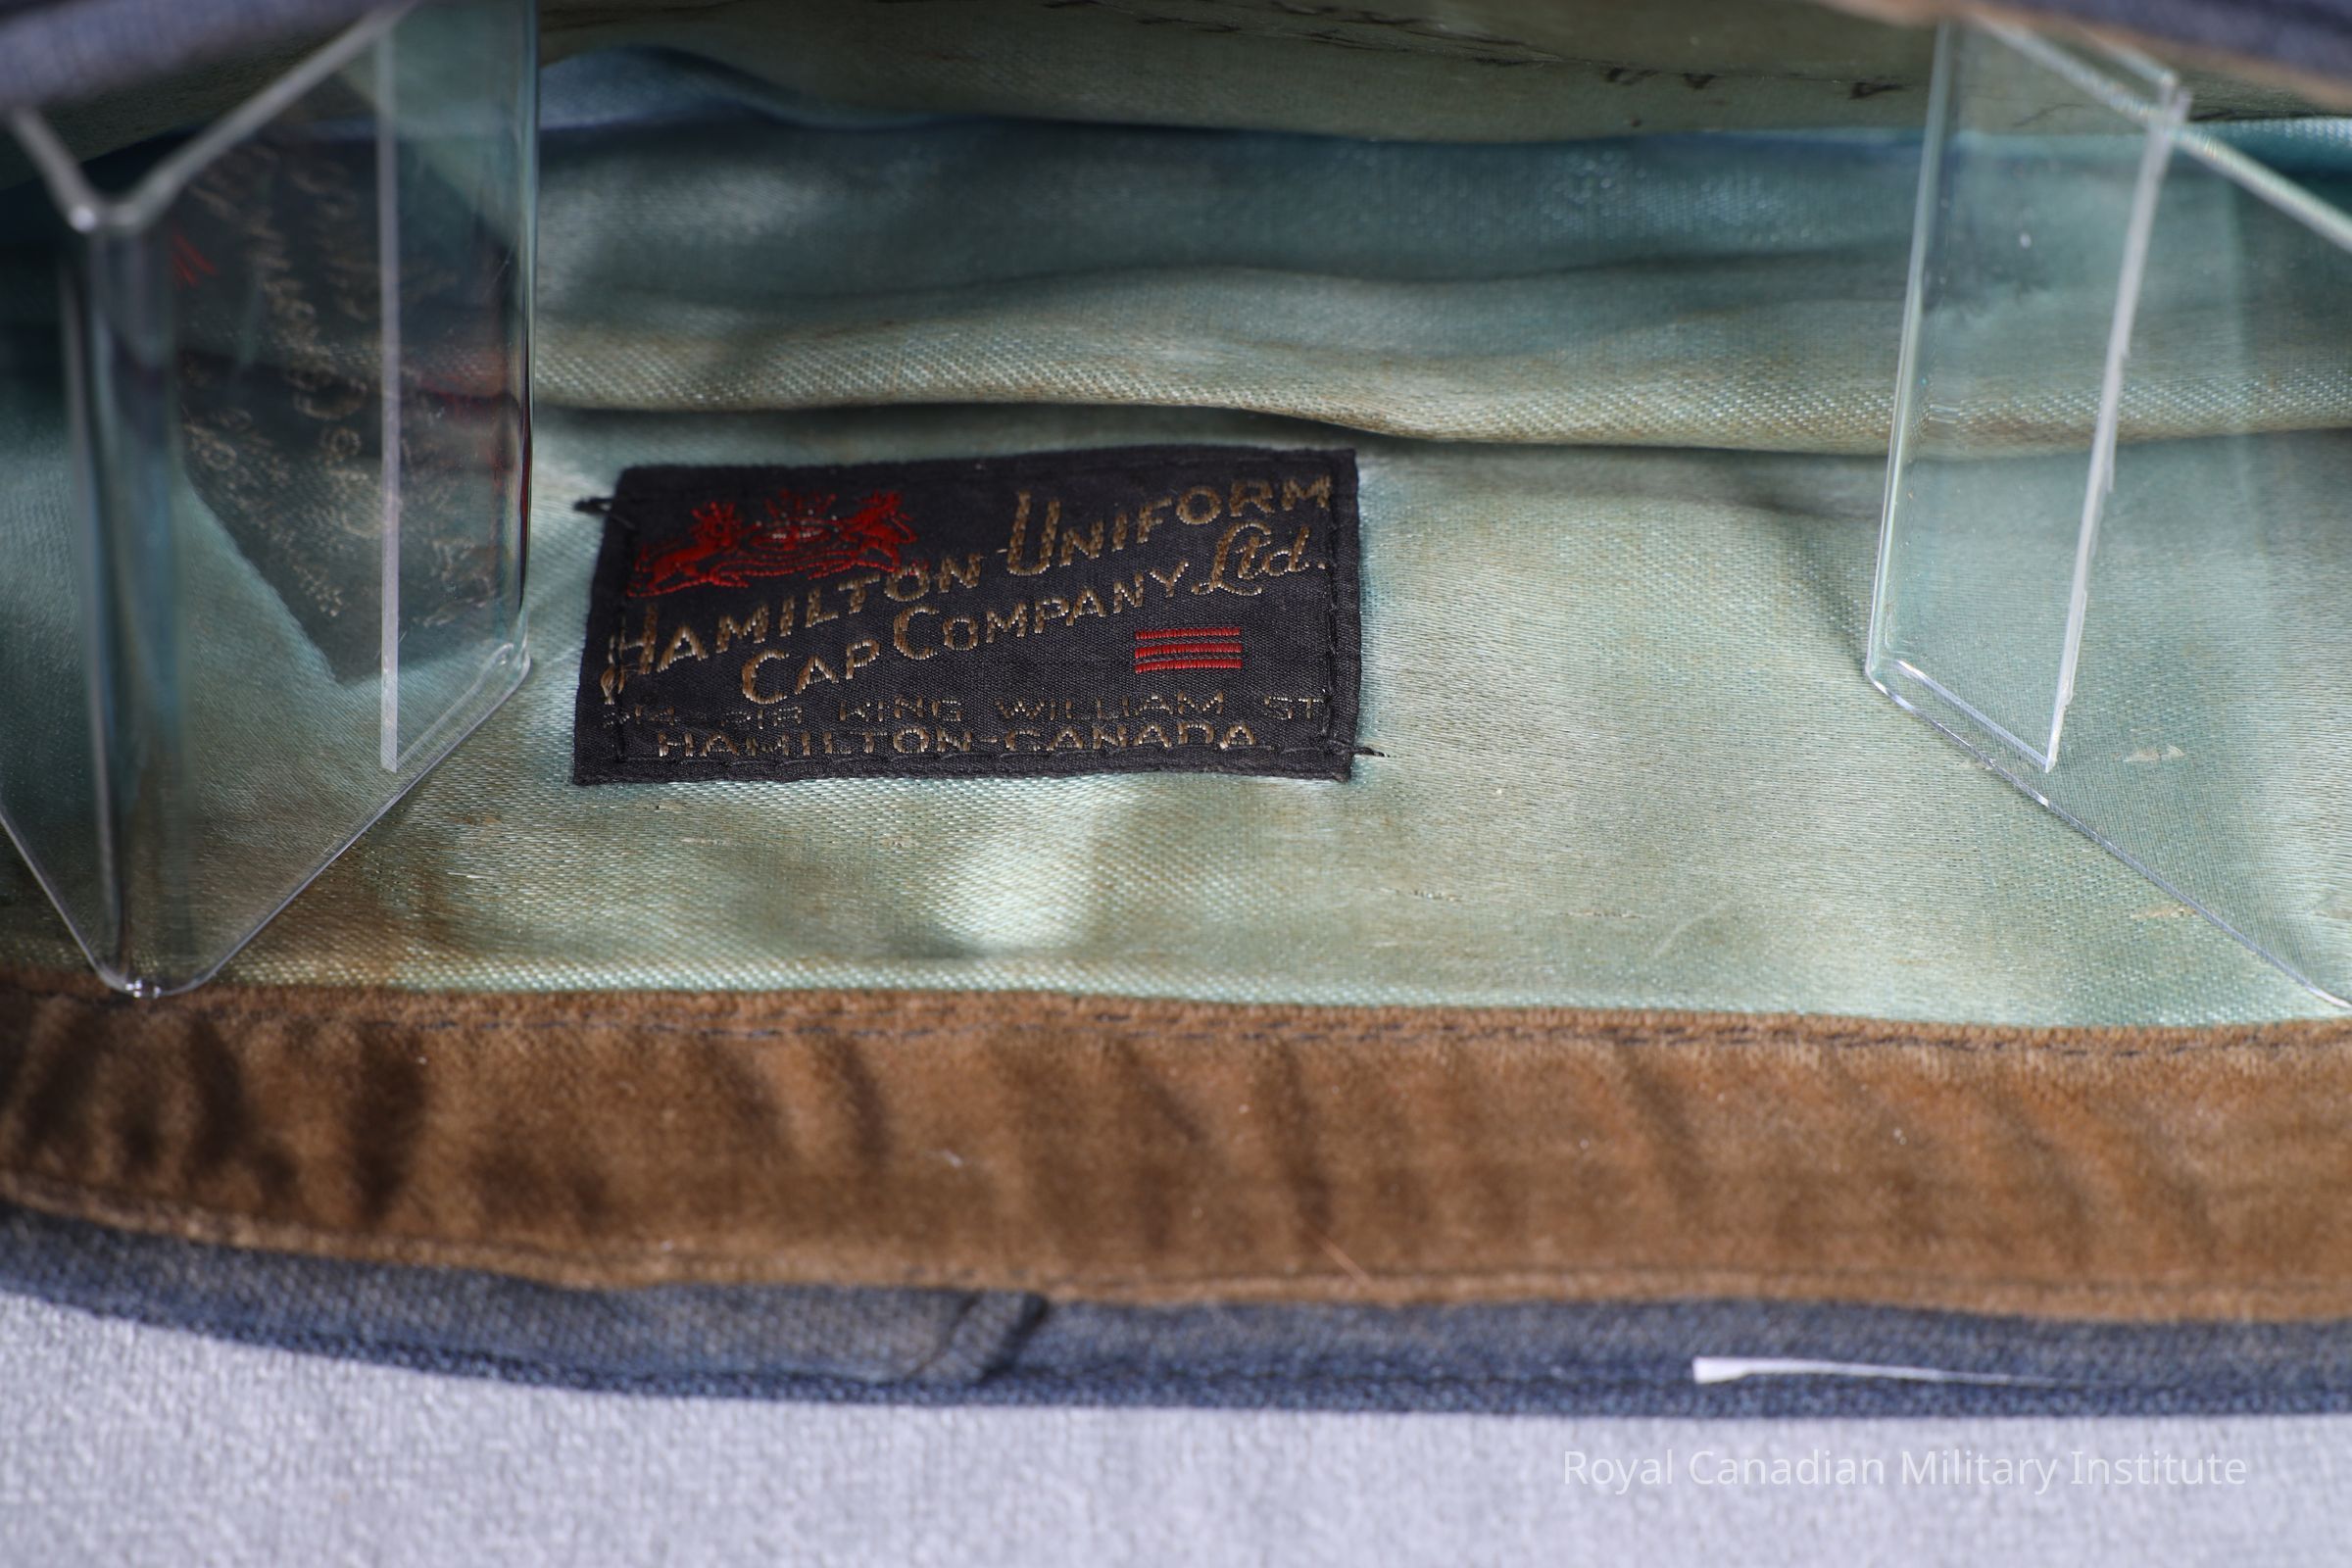 HAMILTON UNIFORM
CAP COMPANY Ltd.
KING WILLIAM ST
HAMILTON-CANADA
Royal Canadian Military Institute